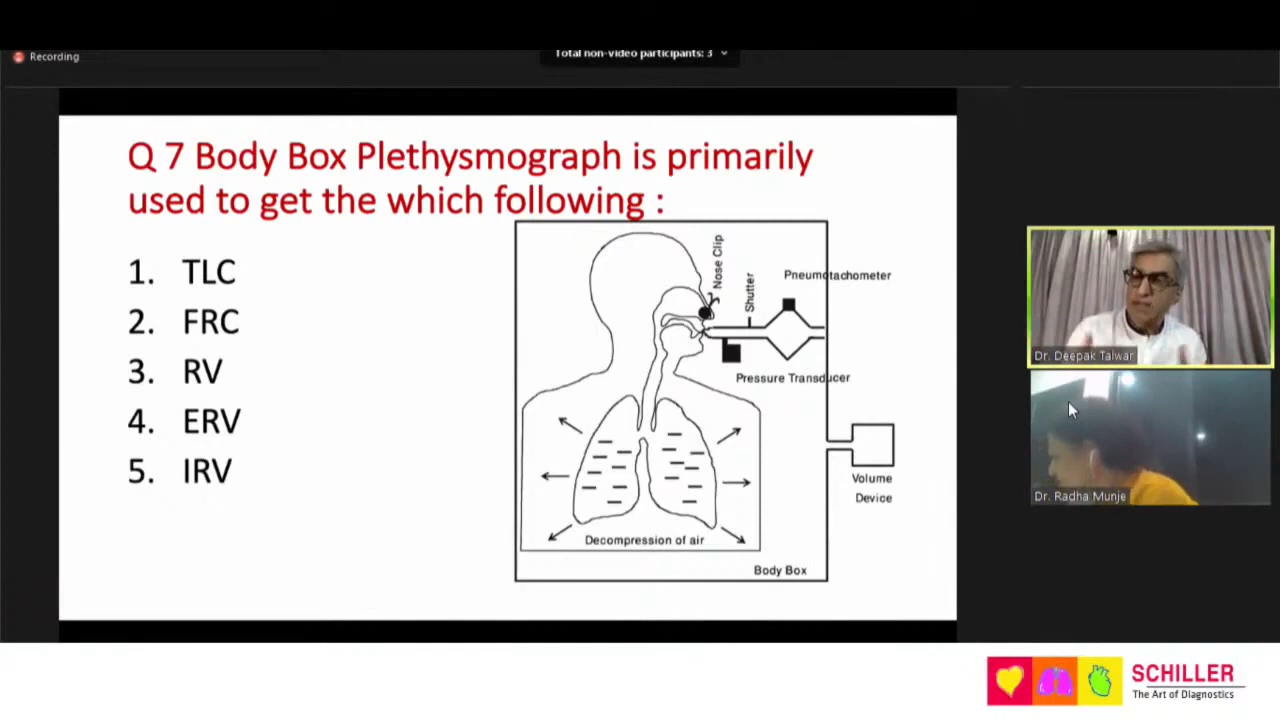 Recording
Total non-video participants: 3
Q 7 Body Box Plethysmograph is primarily
used to get the which following :
1. TLC
2. FRC
3. RV
4. ERV
5. IRV
Nose Clip
Shutter
Pneumotachometer
Pressure Transducer
Volume
Device
Decompression of air
Body Box
Dr. Deepak Talwar
Dr. Radha Munje
SCHILLER
The Art of Diagnostics